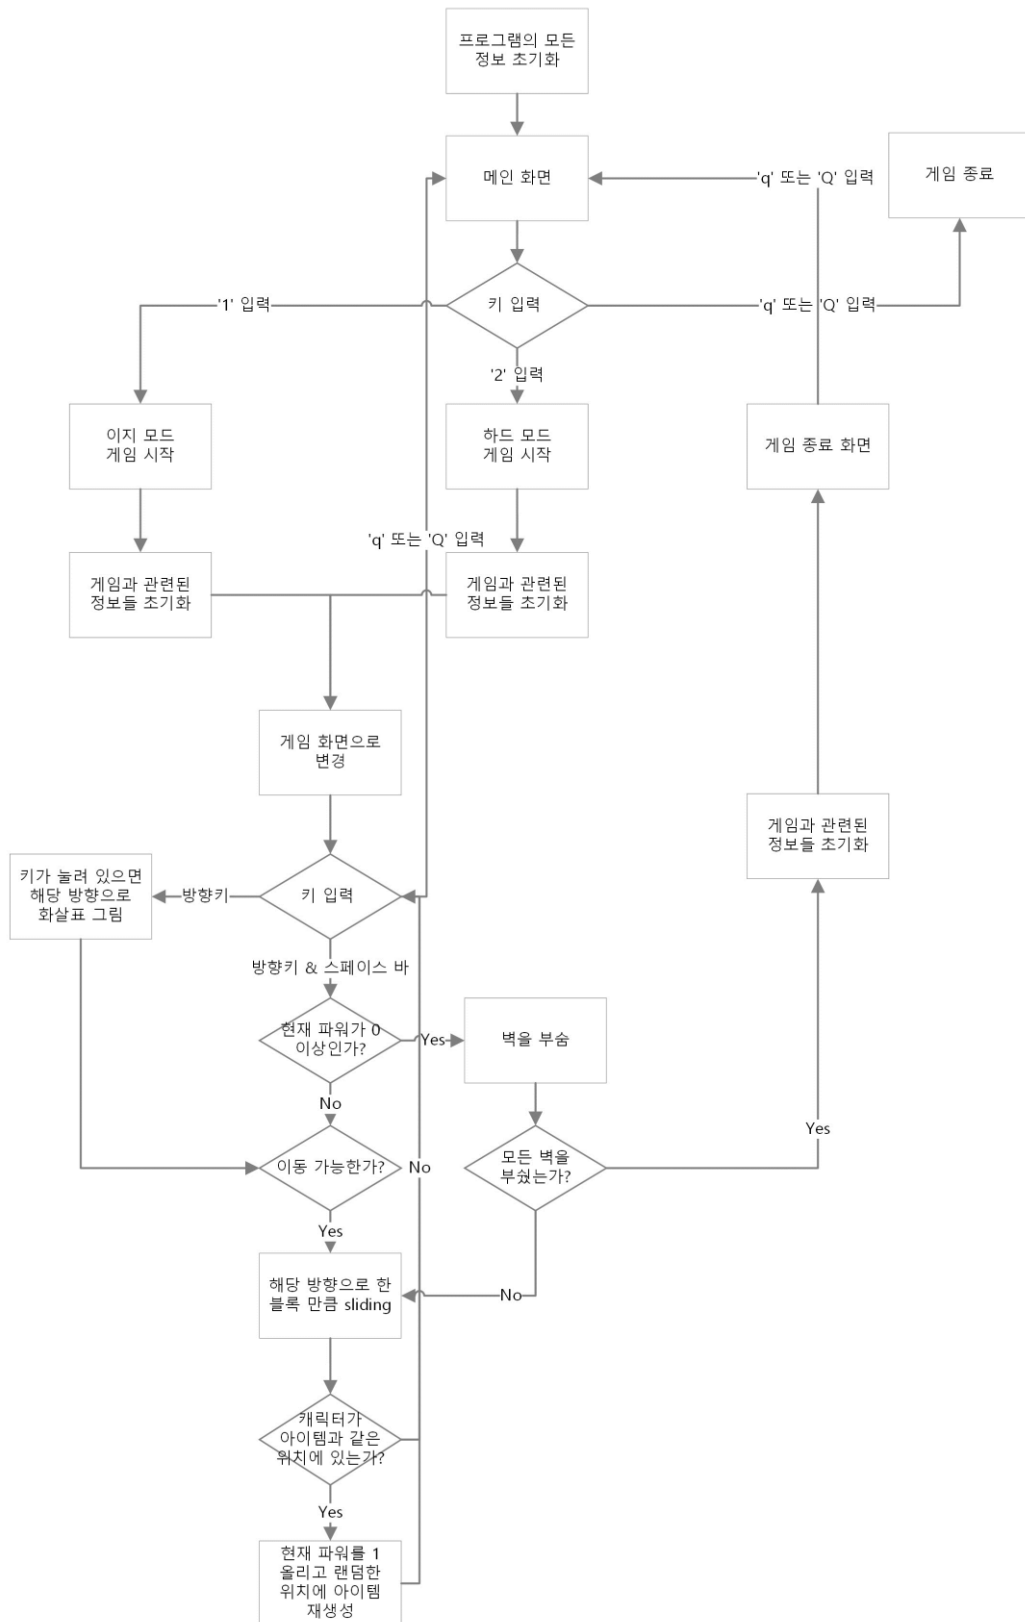 프로그램의 모든
정보 초기화
메인 화면
'q' 또는 'Q' 입력
게임 종료
키 입력
'1' 입력
'q' 또는 'Q' 입력
'2' 입력
이지 모드
게임 시작
하드 모드
게임 시작
게임 종료 화면
'q' 또는 'Q' 입력
게임과 관련된
정보들 초기화
게임과 관련된
정보들 초기화
게임 화면으로
변경
게임과 관련된
정보들 초기화
키가 눌려 있으면
해당 방향으로
화살표 그림
방향키
키 입력
방향키 & 스페이스 바
현재 파워가 0
이상인가?
Yes
벽을 부숨
No
Yes
이동 가능한가?
No
모든 벽을
부쉈는가?
Yes
해당 방향으로 한
블록 만큼 sliding
No
캐릭터가
아이템과 같은
위치에 있는가?
Yes
현재 파워를 1
올리고 랜덤한
위치에 아이템
재생성